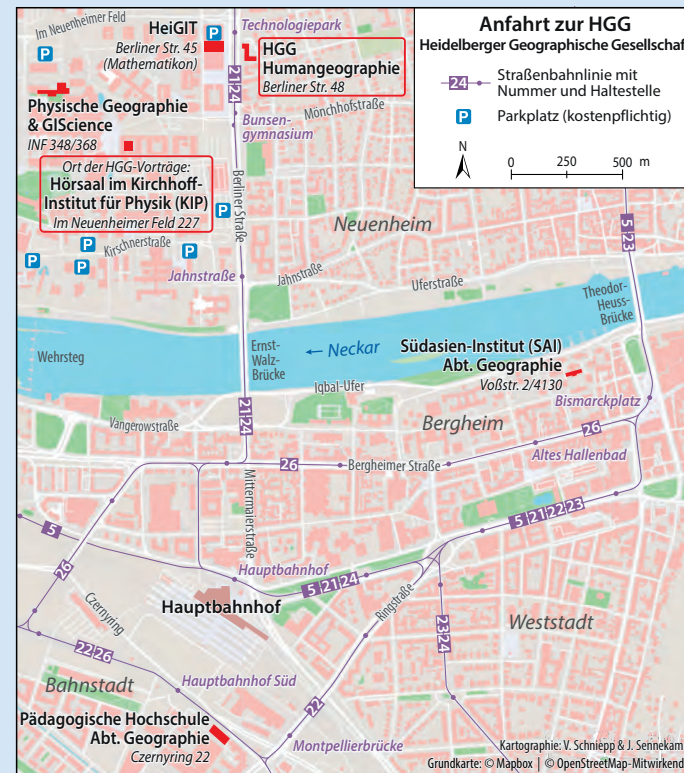 Anfahrt zur HGG
Heidelberger Geographische Gesellschaf
24
Straßenbahnlinie mit
Nummer und Haltestelle
P
Parkplatz (kostenpflichtig)
N
0 250 500 m
Im Neuenheimer Feld
P
HeiGIT
Berliner Str. 45
(Mathematikon)
P
Technologiepark
21 24
HGG
Humangeographie
Berliner Str. 48
Mönchhofstraße
Physische Geographie
& GIScience
INF 348/368
Bunsen-
gymnasium
Ort der HGG-Vorträge:
Hörsaal im Kirchhoff-
Institut für Physik (KIP)
Im Neuenheimer Feld 227
P
Berliner Straße
Neuenheim
5 23
P
P
P
P
Kirschnerstraße
Jahnstraße
Jahnstraße
Uferstraße
Theodor-
Heuss-
Brücke
Wehrsteg
Ernst-
Walz-
Brücke
← Neckar
Südasien-Institut (SAI)
Abt. Geographie
Voßstr. 2/4130
Iqbal-Ufer
Bismarckplatz
Vangerowstraße
21 24
Bergheim
26
26
Bergheimer Straße
Altes Hallenbad
Mittermaierstraße
5
5 21 22 23
26
Hauptbahnhof
5 21 24
Hauptbahnhof
Czernyring
Ringstraße
23 24
Weststadt
22 26
Bahnstadt
Hauptbahnhof Süd
22
Pädagogische Hochschule
Abt. Geographie
Czernyring 22
Montpellierbrücke
Kartographie: V. Schniepp & J. Sennekam
Grundkarte: © Mapbox | © OpenStreetMap-Mitwirkend